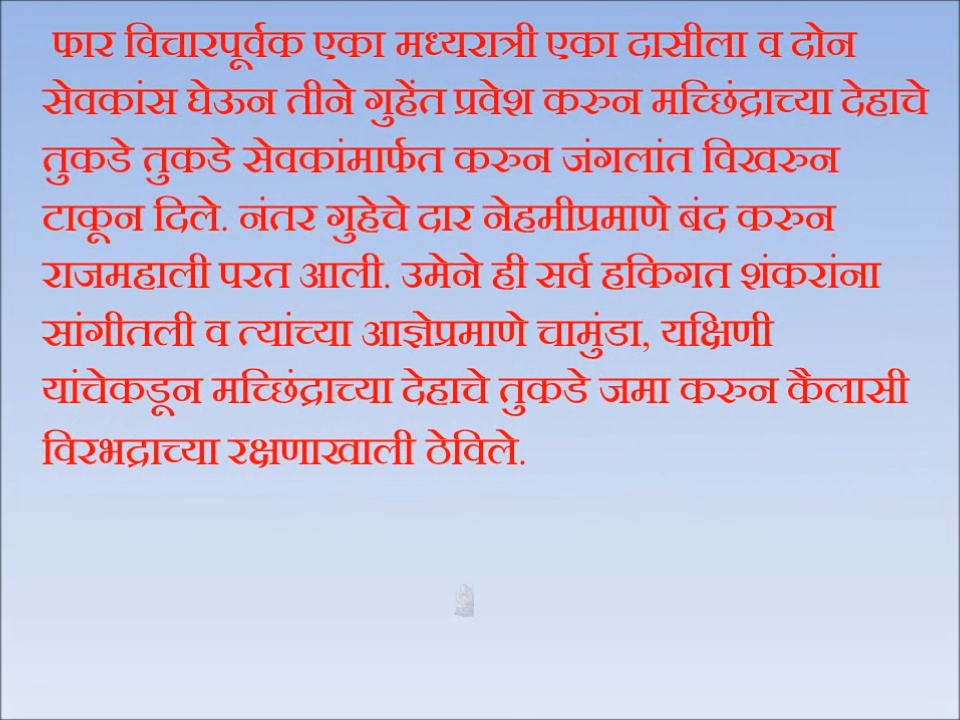 फार विचारपूर्वक एका मध्यरात्री एका दासीला व दोन
सेवकांस घेऊन तीने गुहेंत प्रवेश करुन मच्छिंद्राच्या देहाचे
तुकडे तुकडे सेवकांमार्फत करुन जंगलांत विखरुन
टाकून दिले. नंतर गुहेचे दार नेहमीप्रमाणे बंद करुन
राजमहाली परत आली. उमेने ही सर्व हकिगत शंकरांना
सांगीतली व त्यांच्या आज्ञेप्रमाणे चामुंडा, यक्षिणी
यांचेकडून मच्छिंद्राच्या देहाचे तुकडे जमा करुन कैलासी
विरभद्राच्या रक्षणाखाली ठेविले.